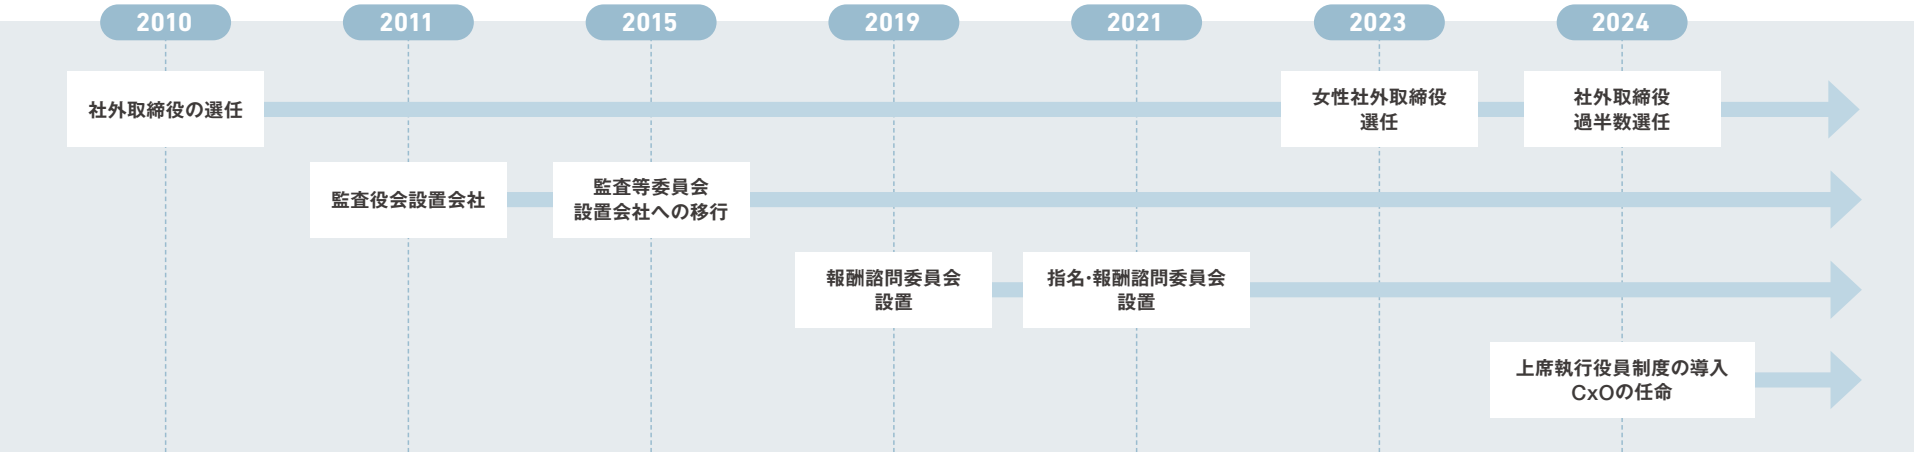 2010
2011
2015
2019
2021
2023
2024
社外取締役の選任
女性社外取締役
選任
社外取締役
過半数選任
監査役会設置会社
監査等委員会
設置会社への移行
報酬諮問委員会
設置
指名・報酬諮問委員会
設置
上席執行役員制度の導入
CxOの任命